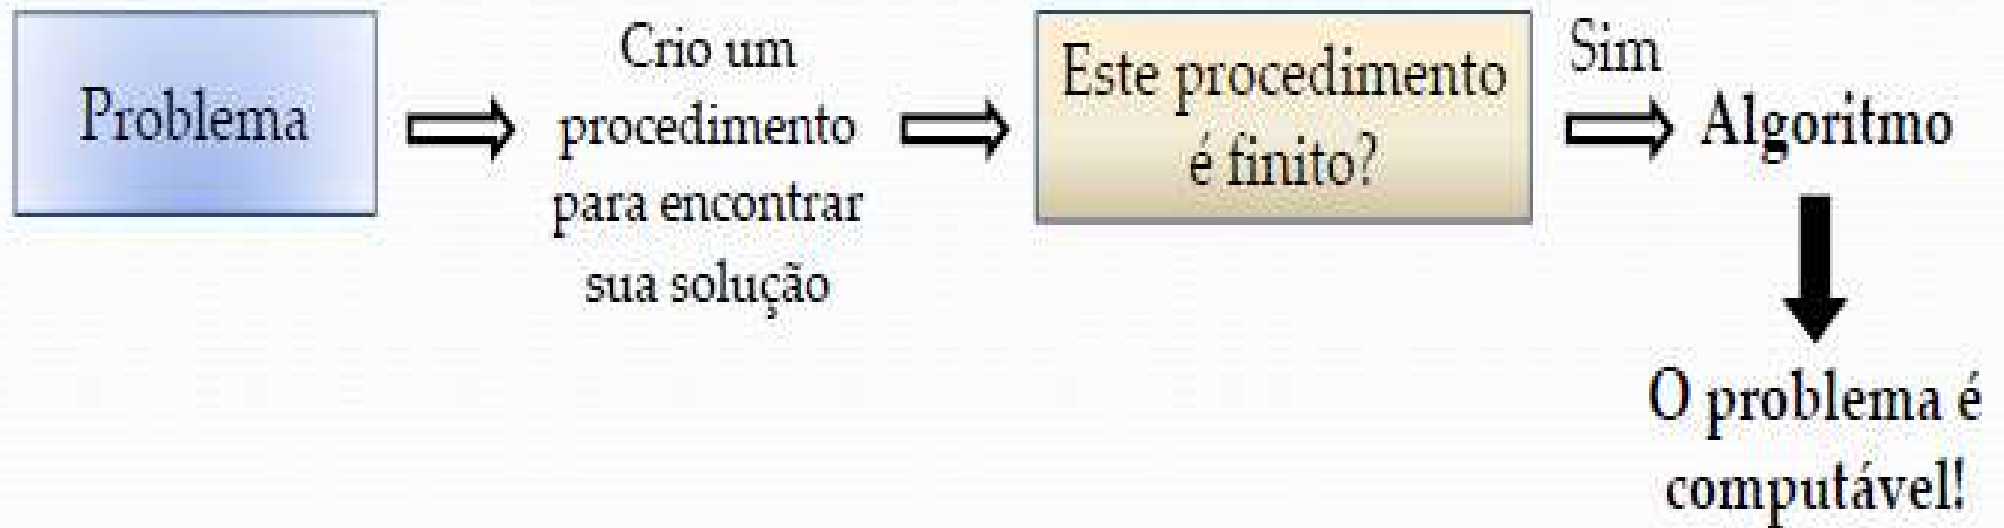 Problema
Crio um
procedimento
para encontrar
sua solução
Este procedimento
é finito?
Sim
Algoritmo
O problema é
computável!